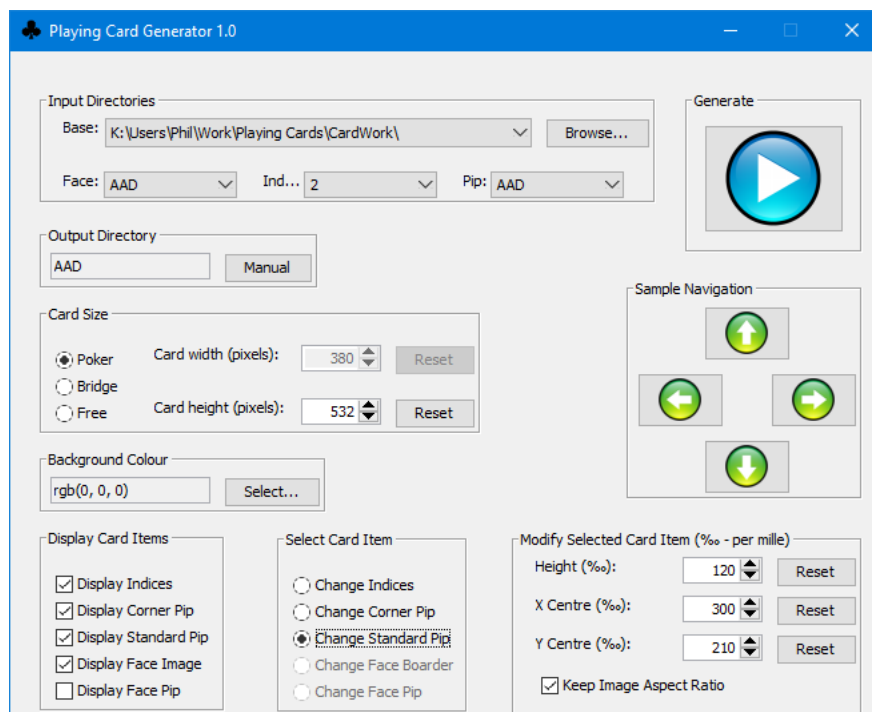 Playing Card Generator 1.0
Input Directories
Base: K:\Users\Phil\Work\Playing Cards\CardWork\ Browse...
Face: AAD Ind... 2 Pip: AAD
Generate
Output Directory
AAD Manual
Sample Navigation
Card Size
Poker
Bridge
Free
Card width (pixels): 380 Reset
Card height (pixels): 532 Reset
Background Colour
rgb(0, 0, 0) Select...
Display Card Items
Display Indices
Display Corner Pip
Display Standard Pip
Display Face Image
Display Face Pip
Select Card Item
Change Indices
Change Corner Pip
Change Standard Pip
Change Face Boarder
Change Face Pip
Modify Selected Card Item (‰ - per mille)
Height (‰): 120 Reset
X Centre (‰): 300 Reset
Y Centre (‰): 210 Reset
Keep Image Aspect Ratio